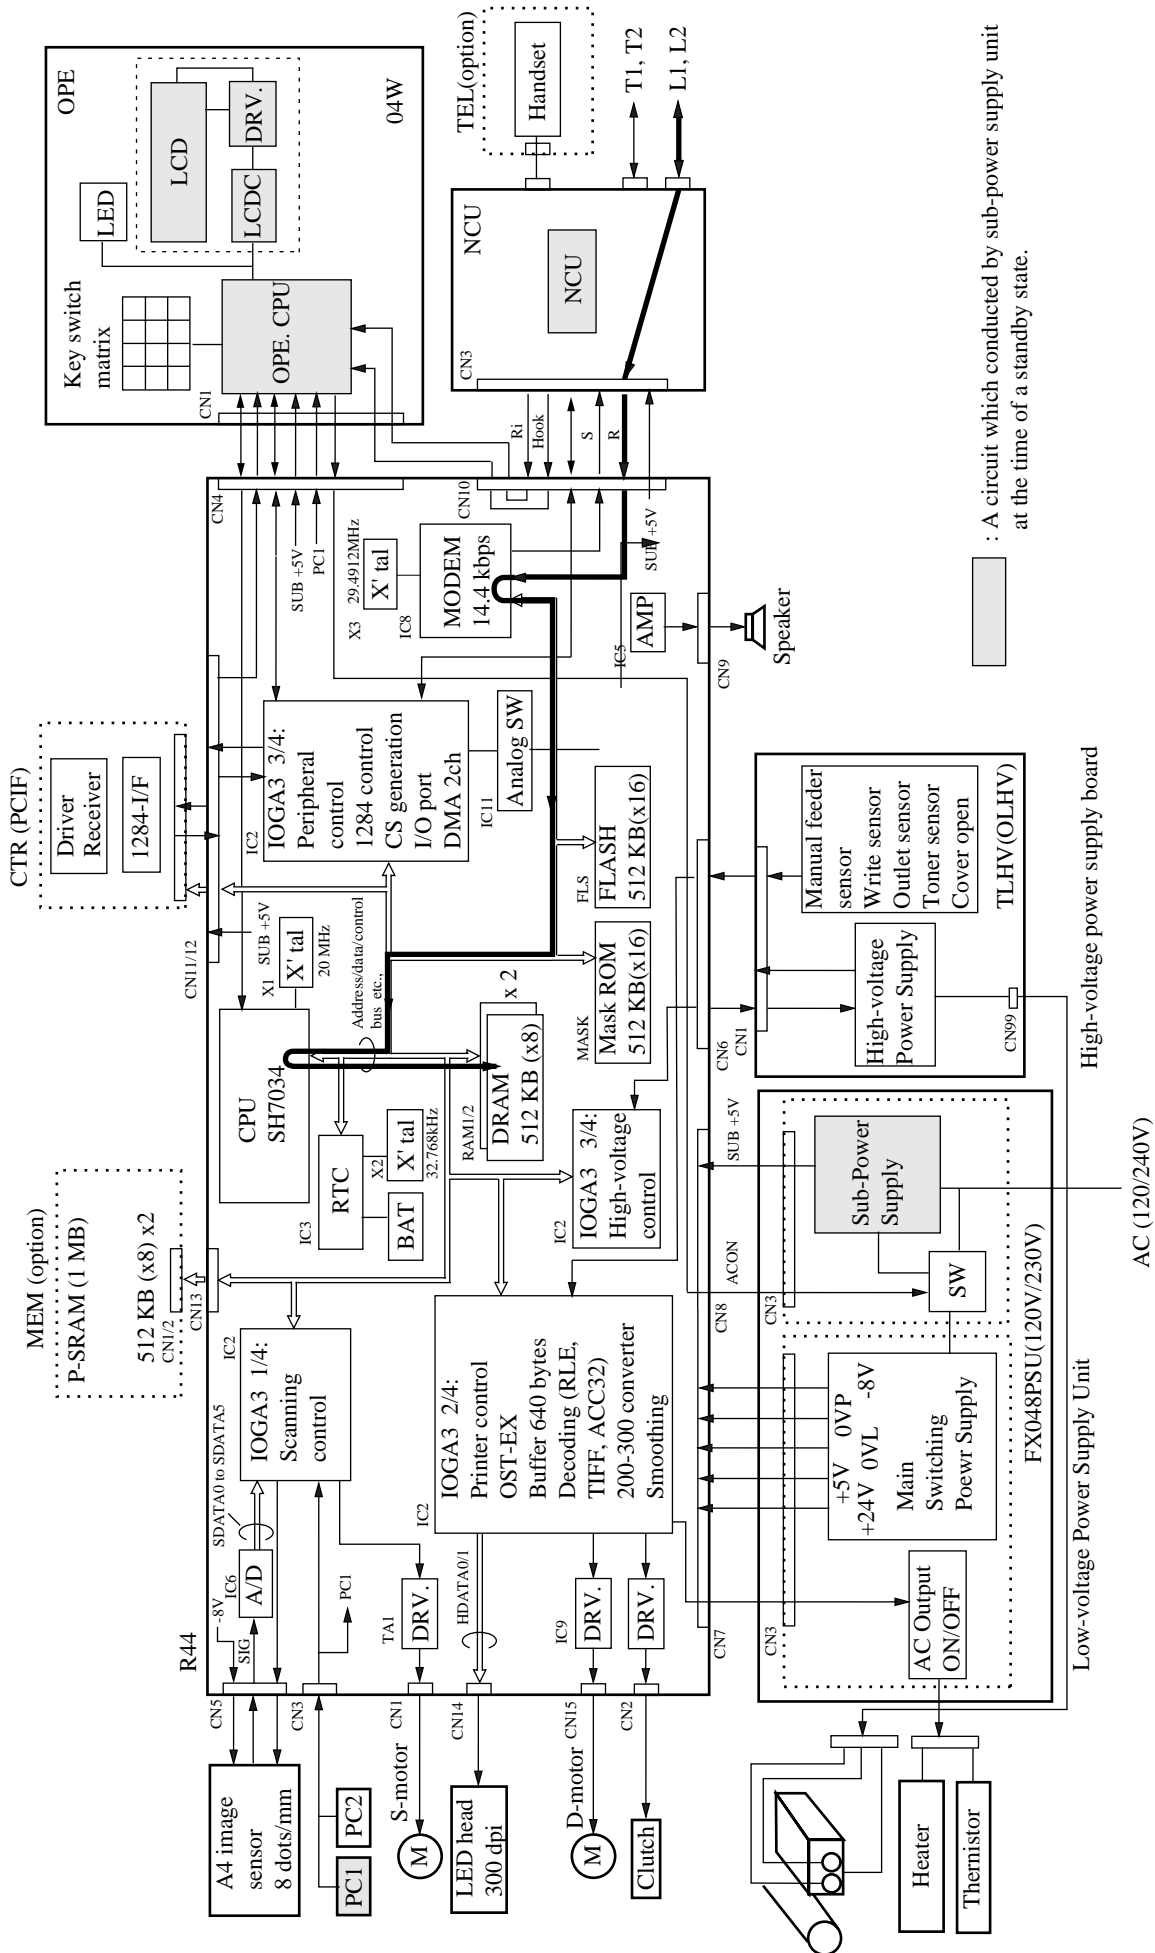 R44
A4 image
sensor
8 dots/mm
PC1
PC2
S-motor
M
LED head
300 dpi
D-motor
M
Clutch
Heater
Thernistor
CN5
CN3
CN1
CN14
CN15
CN2
SIG
-8V
IC6
A/D
SDATA0 to SDATA5
PC1
TA1
DRV.
HDATA0/1
IC9
DRV.
DRV.
IC2
IOGA3 1/4:
Scanning
control
IC2
IOGA3 2/4:
Printer control
OST-EX
Buffer 640 bytes
Decoding (RLE,
TIFF, ACC32)
200-300 converter
Smoothing
MEM (option)
P-SRAM (1 MB)
512 KB (x8) x2
CN1/2
CN13
CPU
SH7034
IC3
RTC
BAT
X2
X' tal
32.768kHz
X1
X' tal
20 MHz
SUB +5V
CN11/12
Address/data/control
bus etc.,
RAM1/2
DRAM
512 KB (x8)
x 2
IC2
IOGA3 3/4:
High-voltage
control
MASK
Mask ROM
512 KB(x16)
FLS
FLASH
512 KB(x16)
CTR (PCIF)
Driver
Receiver
1284-I/F
IC2
IOGA3 3/4:
Peripheral
control
1284 control
CS generation
I/O port
DMA 2ch
IC11
Analog SW
X3
29.4912MHz
X' tal
IC8
MODEM
14.4 kbps
IC5
AMP
CN9
Speaker
SUB +5V
PC1
CN4
CN10
SUB +5V
Ri
Hook
S
R
OPE
04W
Key switch
matrix
LED
LCD
LCDC
DRV.
OPE. CPU
CN1
NCU
NCU
CN3
TEL(option)
Handset
T1, T2
L1, L2
: A circuit which conducted by sub-power supply unit
at the time of a standby state.
CN7
CN8
CN6
ACON
SUB +5V
CN3
CN3
AC Output
ON/OFF
+5V 0VP
+24V 0VL -8V
Main
Switching
Poewr Supply
SW
Sub-Power
Supply
FX048PSU(120V/230V)
Low-voltage Power Supply Unit
AC (120/240V)
CN1
High-voltage
Power Supply
CN99
Manual feeder
sensor
Write sensor
Outlet sensor
Toner sensor
Cover open
TLHV(OLHV)
High-voltage power supply board